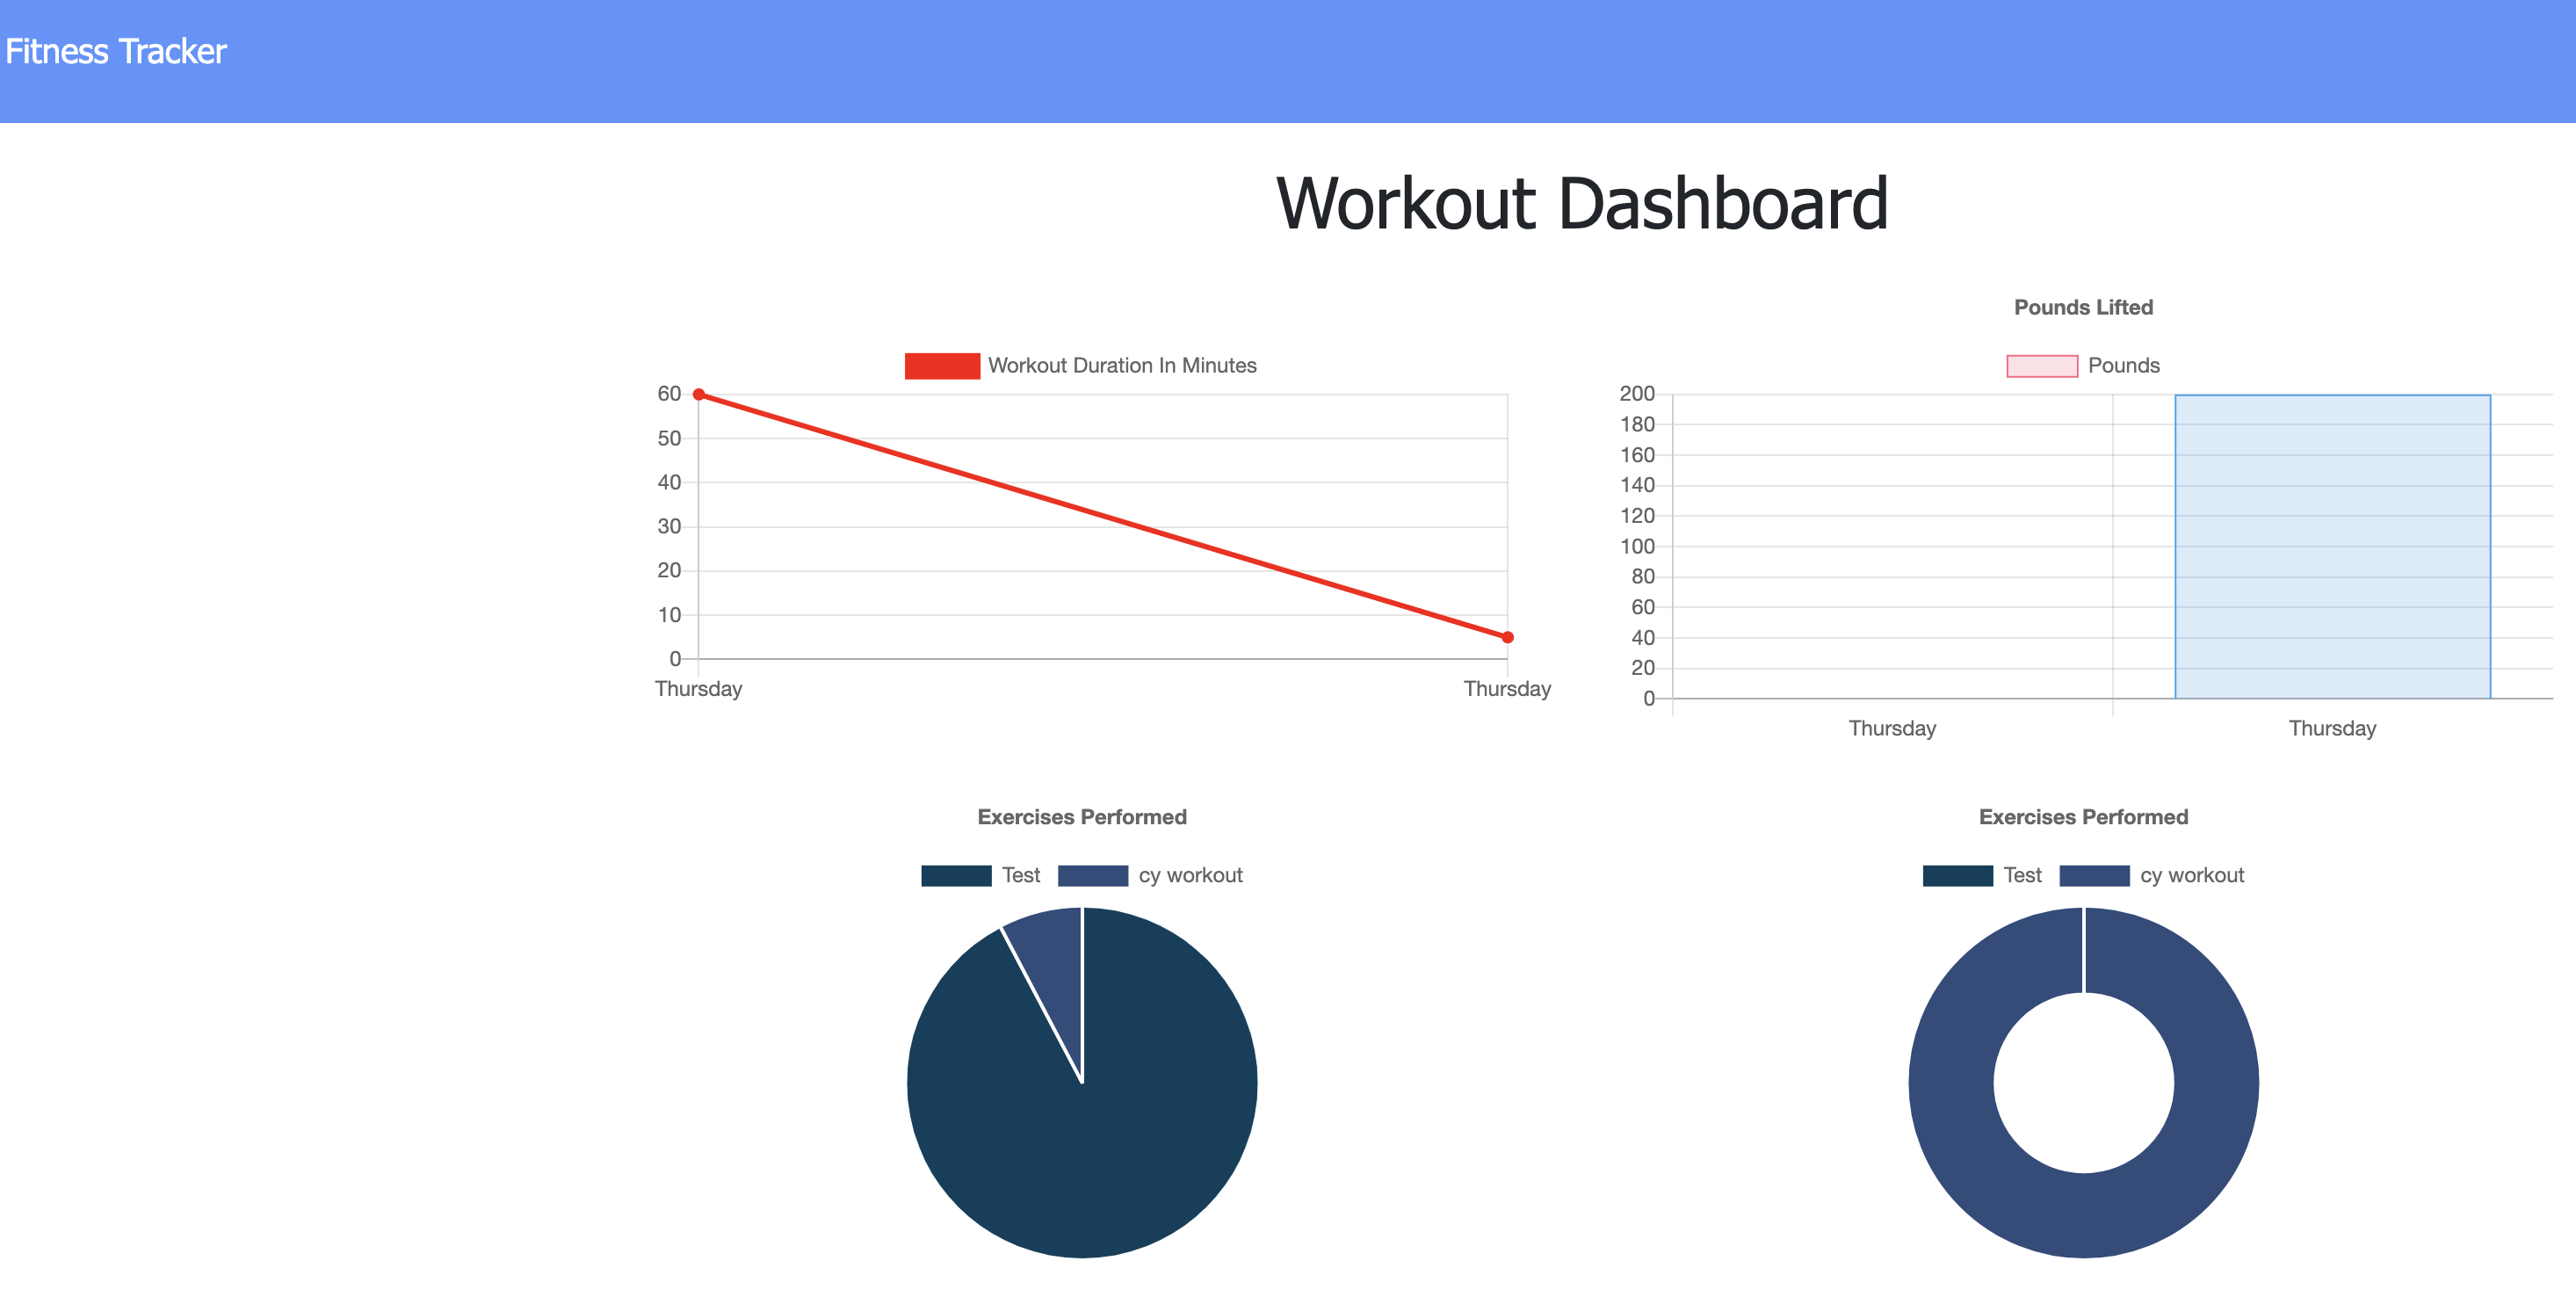 Fitness Tracker
Workout Dashboard
Workout Duration In Minutes
60
50
40
30
20
10
0
Thursday Thursday
Pounds Lifted
Pounds
200
180
160
140
120
100
80
60
40
20
0
Thursday Thursday
Exercises Performed
Test cy workout
Exercises Performed
Test cy workout